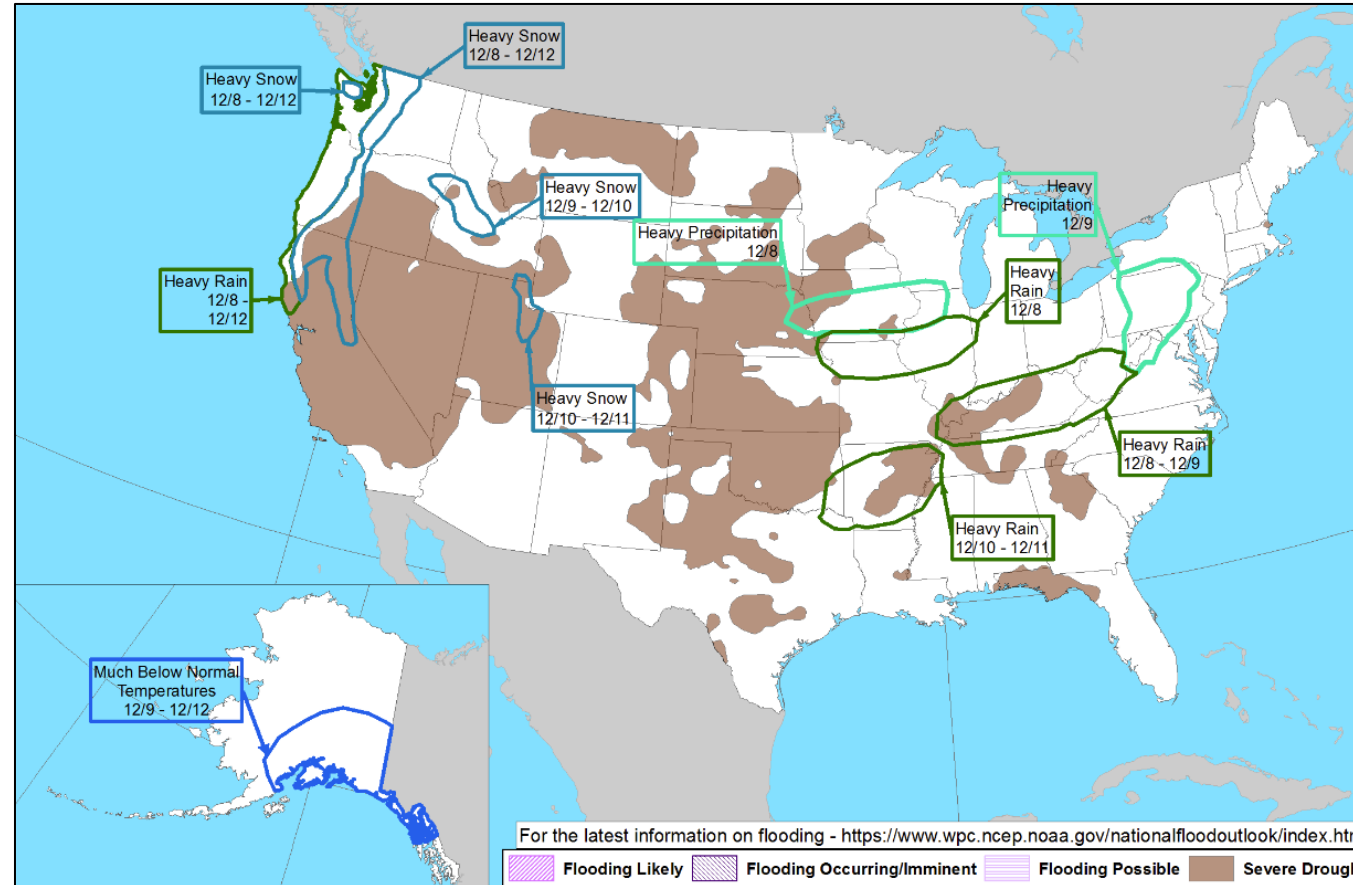 Heavy Snow
12/8 - 12/12
Heavy Snow
12/8 - 12/12
Heavy Snow
12/9 - 12/10
Heavy
Precipitation
12/9
Heavy Precipitation
12/8
Heavy Rain
12/8 -
12/12
Heavy
Rain
12/8
Heavy Snow
12/10 - 12/11
Heavy Rain
12/8 - 12/9
Heavy Rain
12/10 - 12/11
Much Below Normal
Temperatures
12/9 - 12/12
For the latest information on flooding - https://www.wpc.ncep.noaa.gov/nationalfloodoutlook/index.htm
Flooding Likely Flooding Occurring/Imminent Flooding Possible Severe Drough